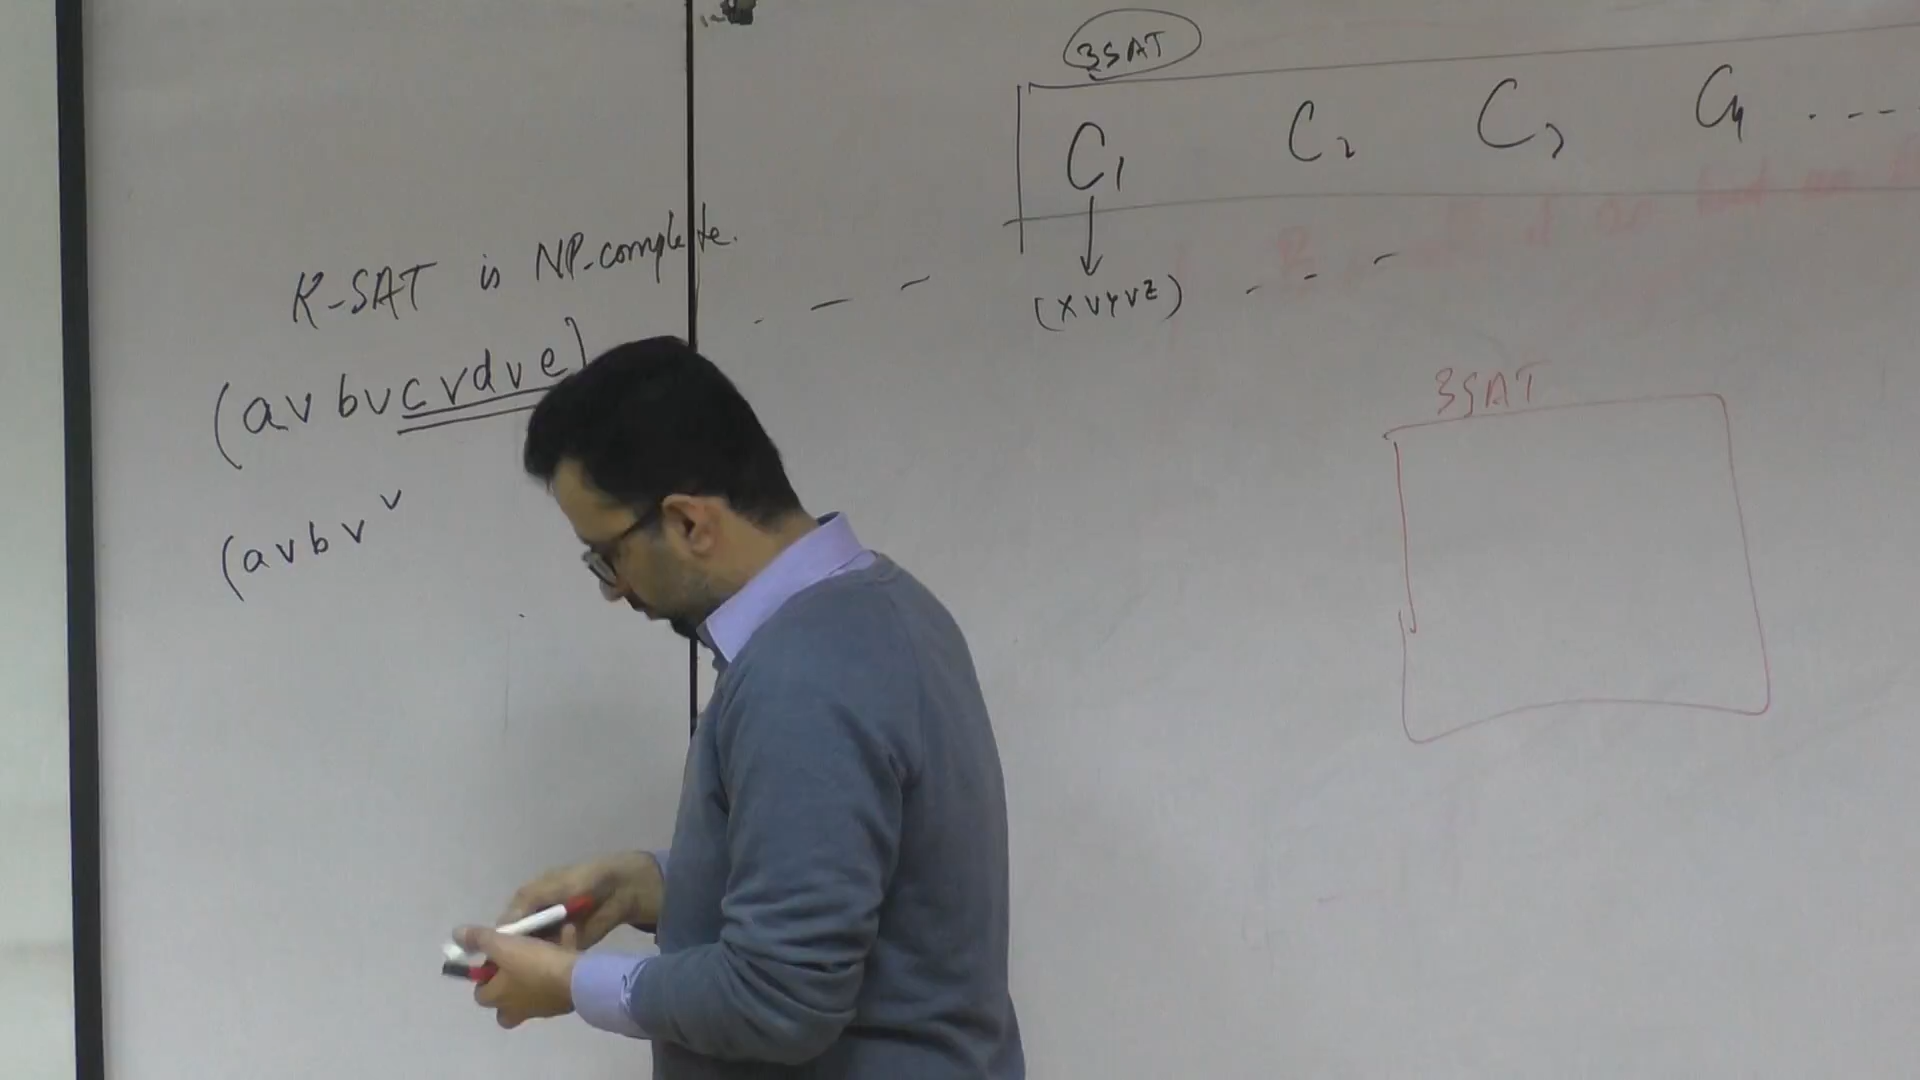 3SAT
C1 C2 C3 C4 ....
K-SAT is NP-complete.
(x v y v z)
(a v b v c v d v e)
3SAT
(a v b v v